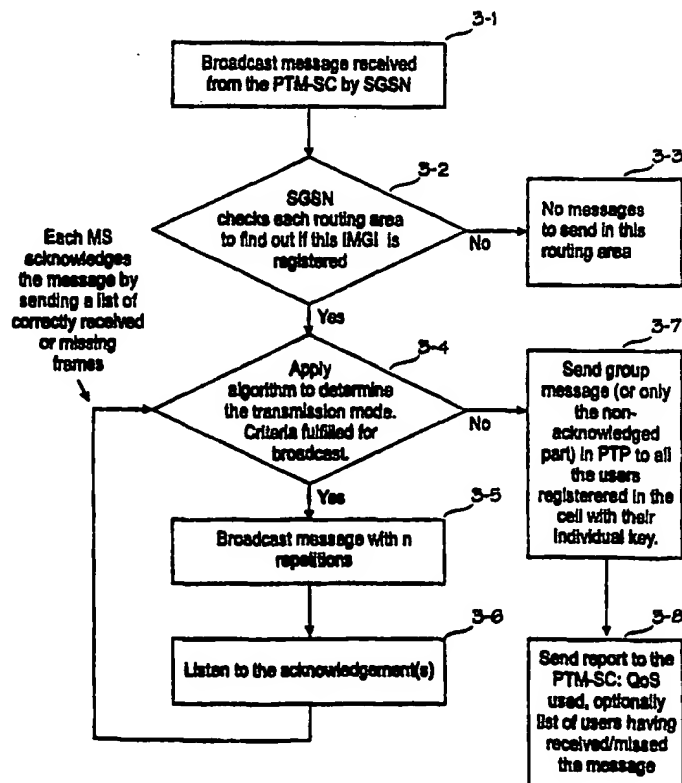 3-1
Broadcast message received
from the PTM-SC by SGSN
3-2
SGSN
checks each routing area
to find out if this IMGI is
registered
No
3-3
No messages
to send in this
routing area
Each MS
acknowledges
the message by
sending a list of
correctly received
or missing
frames
Yes
3-4
Apply
algorithm to determine
the transmission mode.
Criteria fulfilled for
broadcast.
No
3-7
Send group
message (or only
the non-
acknowledged
part) in PTP to all
the users
registerered in the
cell with their
individual key.
Yes
3-5
Broadcast message with n
repetitions
3-6
Listen to the acknowledgement(s)
3-8
Send report to the
PTM-SC: QoS
used, optionally
list of users having
received/missed
the message